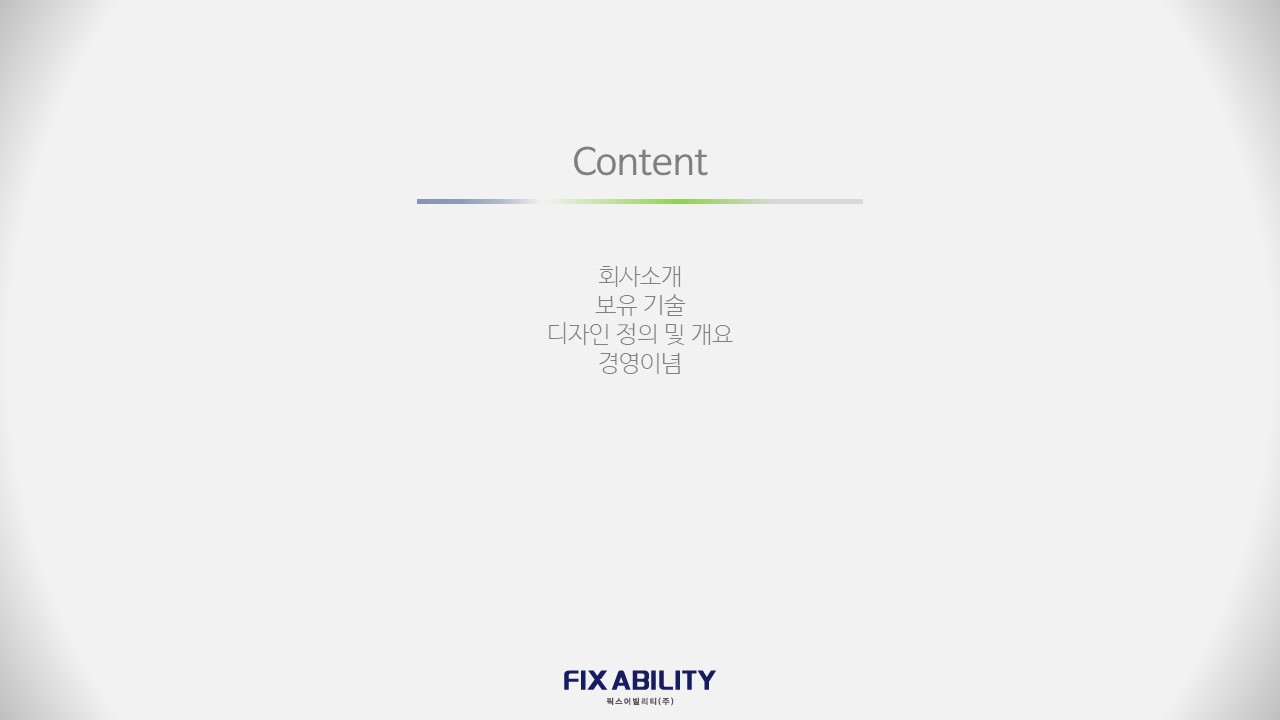 Content
회사소개
보유 기술
디자인 정의 및 개요
경영이념
FIX ABILITY
픽스어빌리티(주)